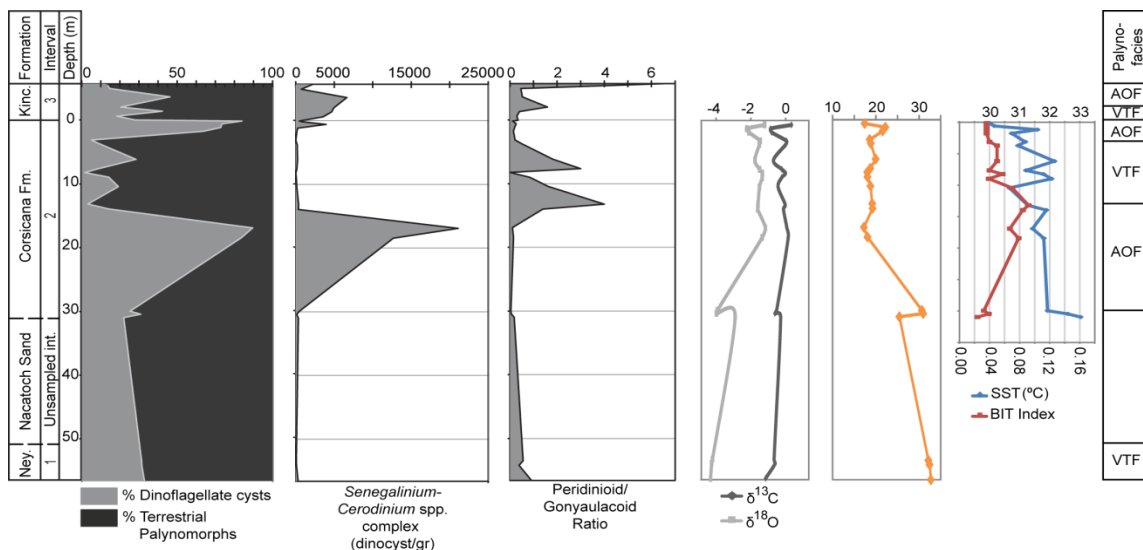 Formation
Interval
Depth (m)
Kinc.
3
Corsicana Fm.
2
Nacatoch Sand
Unsampled int.
Ney.
1
0
10
20
30
40
50
0 50 100
% Dinoflagellate cysts
% Terrestrial
Palynomorphs
0 5000 15000 25000
Senegalinium-
Cerodinium spp.
complex
(dinocyst/gr)
0 2 4 6
Peridinioid/
Gonyaulacoid
Ratio
-4 -2 0
δ13C
δ18O
10 20 30
30 31 32 33
0.00 0.04 0.08 0.12 0.16
SST (ºC)
BIT Index
Palyno-
facies
AOF
VTF
AOF
VTF
AOF
VTF